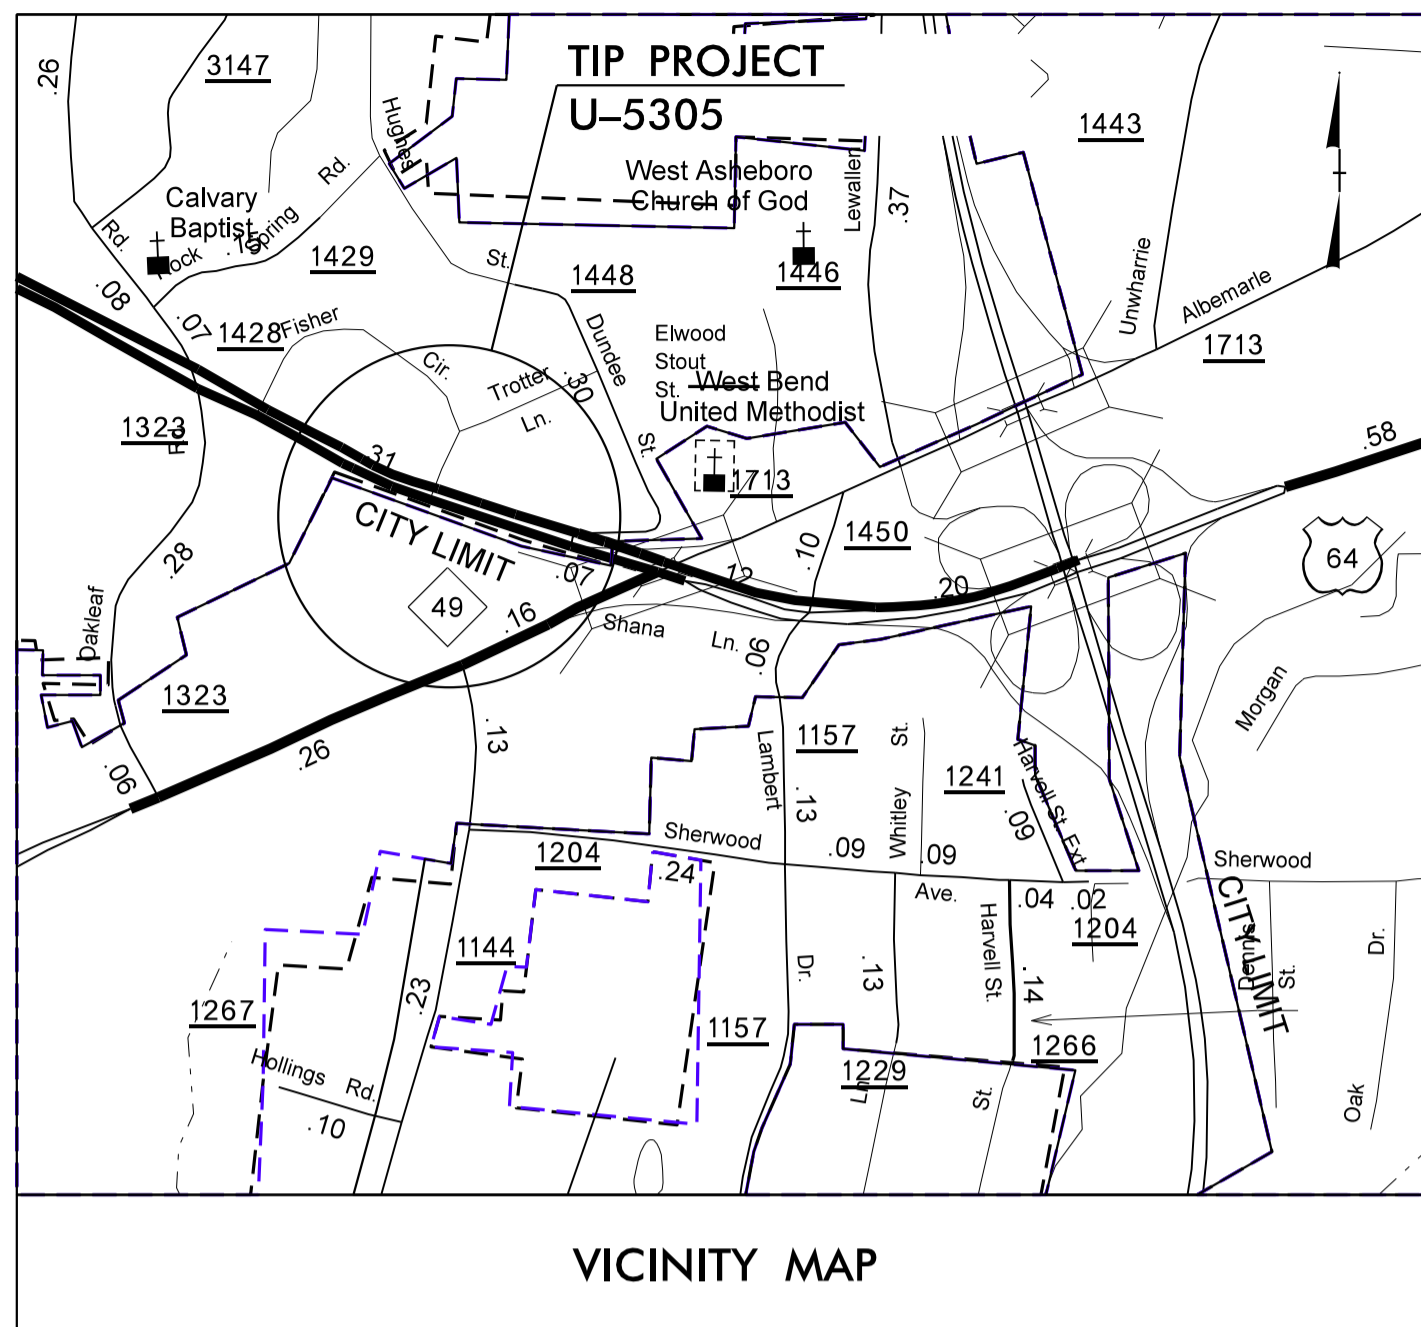 .26
3147
TIP PROJECT
U–5305
Hughes
1443
Rd.
West Asheboro
Church of God
Lewallen
.37
Calvary
Baptist
Rd.
Rock
.15
Spring
1429
St.
1448
1446
Unwharrie
Albemarle
1713
.08
.07
1428
Fisher
Cir.
Trotter
Ln.
.30
Dundee
St.
Elwood
Stout
St.
West Bend
United Methodist
1713
1323
Rd.
.31
.58
CITY LIMIT
.10
1450
64
.28
.07
.12
.20
49
.16
Shana
Ln.
.06
Oakleaf
1323
.26
.13
.06
Morgan
1157
St.
Lambert
.13
Whitley
1241
Harvell St. Ext
.09
Sherwood
.09
.09
Ave.
Sherwood
1204
.24
.04
.02
1204
CITY LIMIT
Dennis
St.
Dr.
1144
.23
Dr.
.13
Harvell St.
.14
1267
1157
1266
1229
Ln.
St.
Hollings
Rd.
.10
Oak
VICINITY MAP